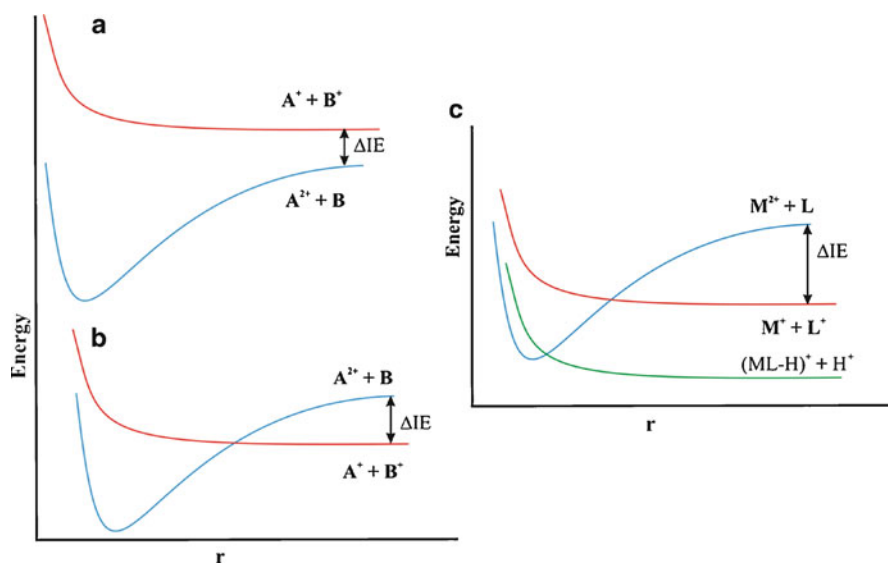 a
A⁺ + B⁺
ΔIE
A²⁺ + B
Energy
b
A²⁺ + B
ΔIE
A⁺ + B⁺
r
c
Energy
M²⁺ + L
ΔIE
M⁺ + L⁺
(ML-H)⁺ + H⁺
r